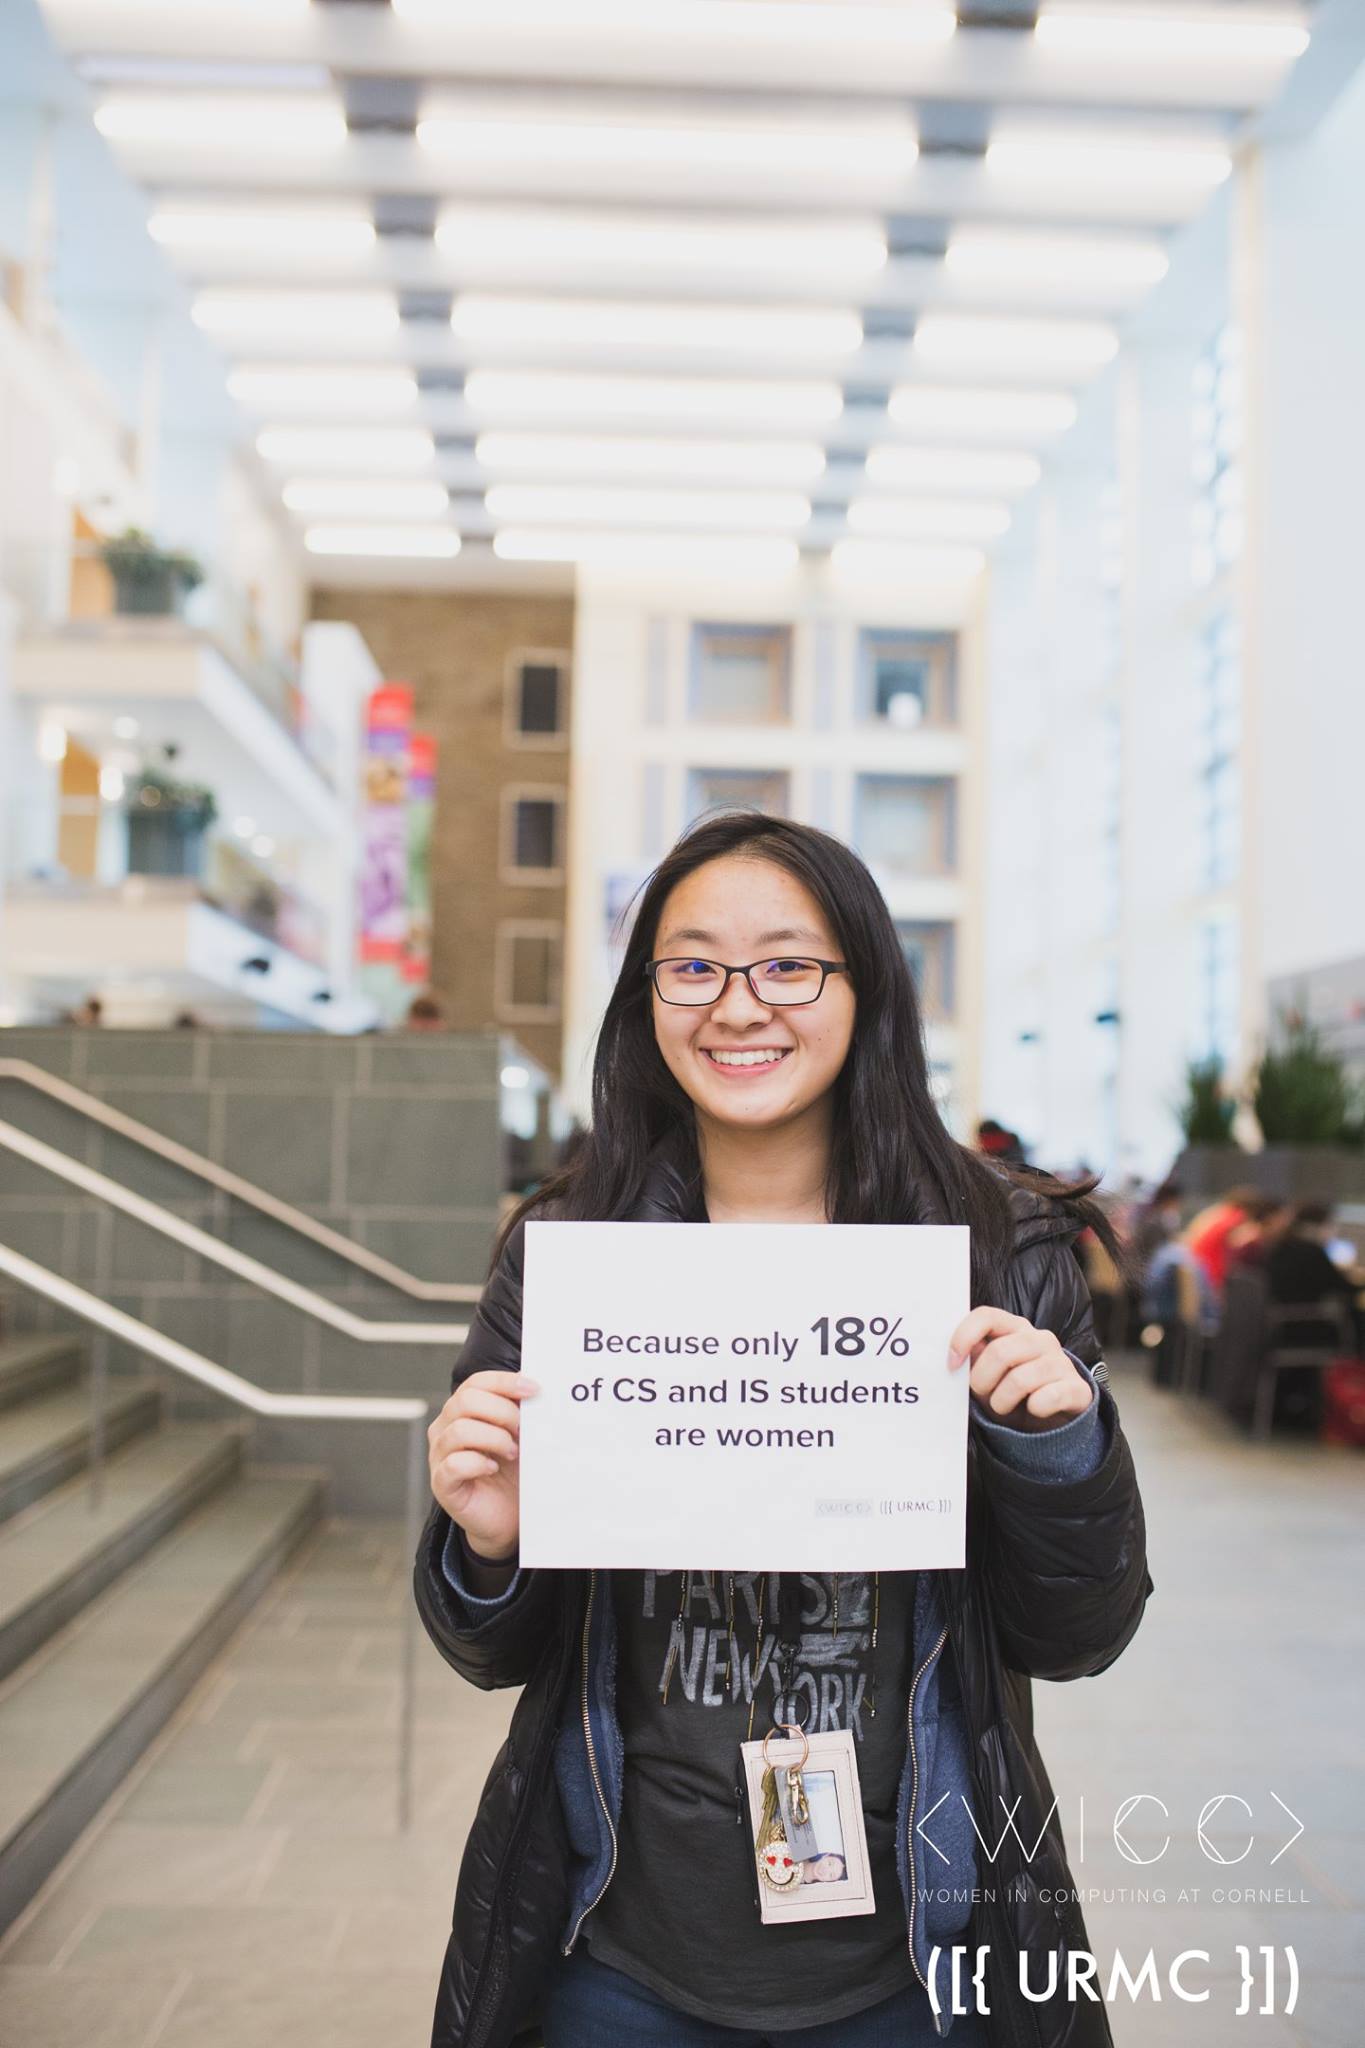 Because only 18%
of CS and IS students
are women
<WICC> ([{ URMC }])
PARIS
NEW YORK
<WICC>
WOMEN IN COMPUTING AT CORNELL
([{ URMC }])